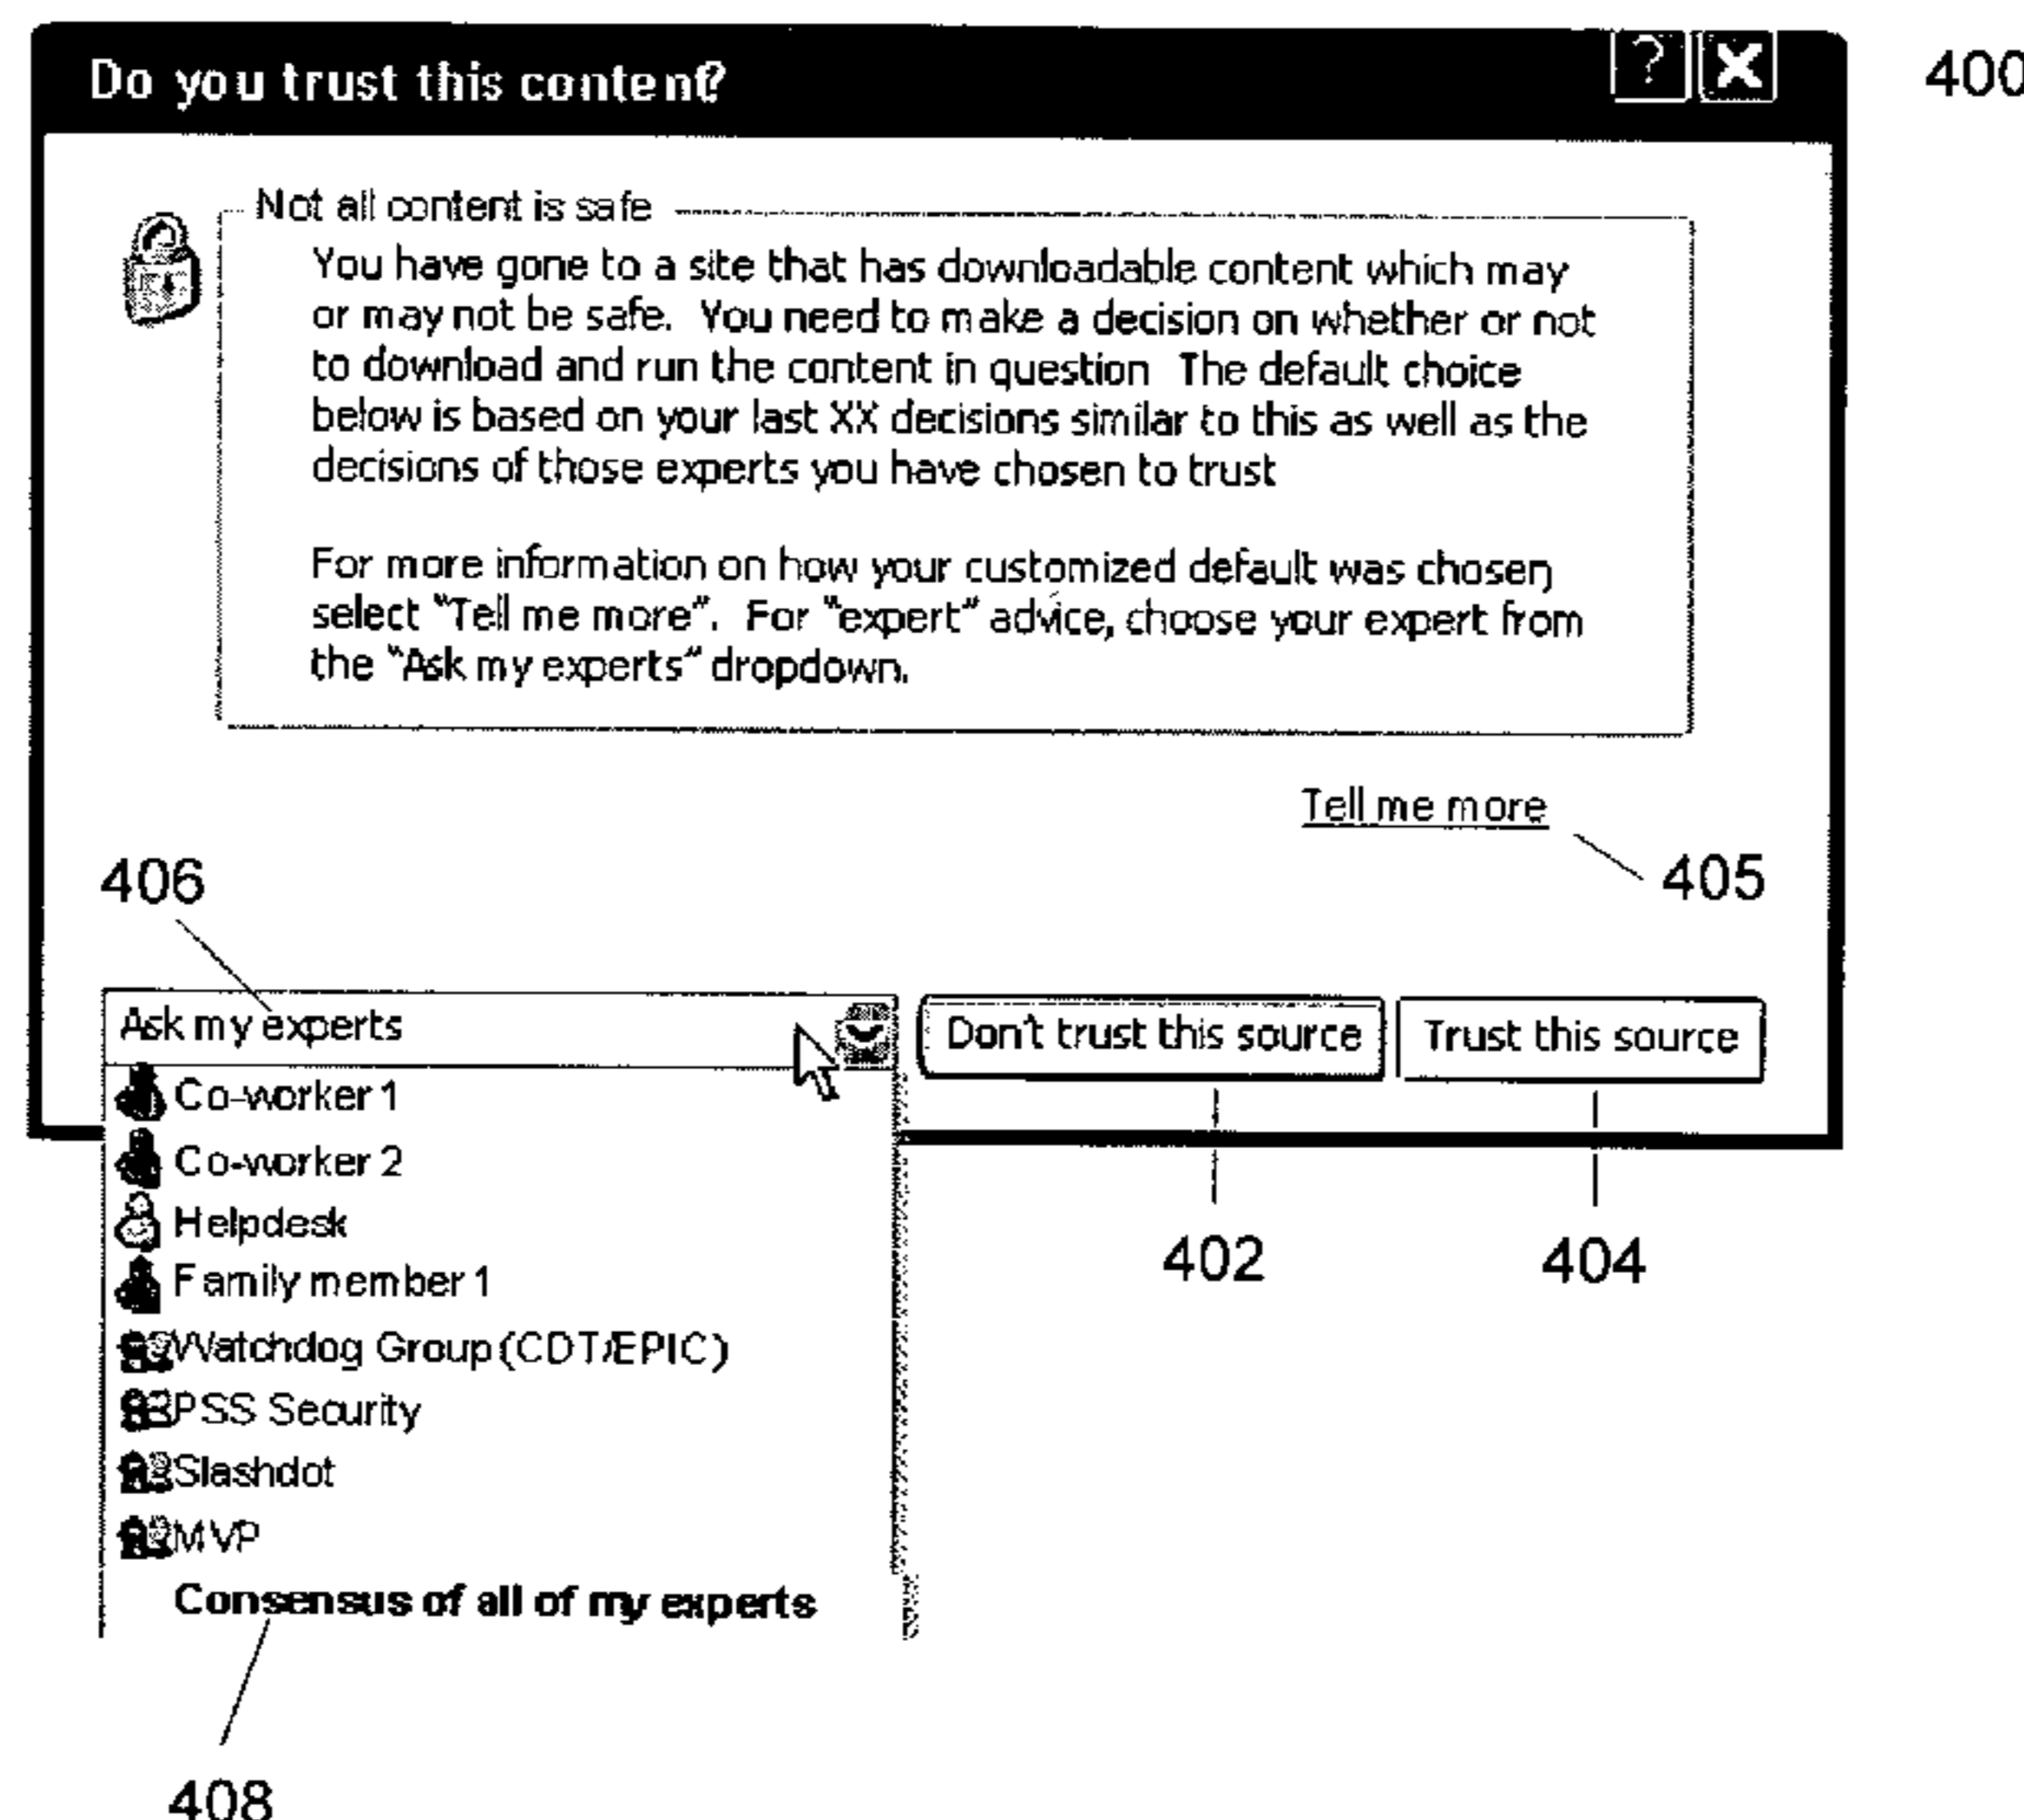 Do you trust this content?
? X
400
Not all content is safe
You have gone to a site that has downloadable content which may
or may not be safe. You need to make a decision on whether or not
to download and run the content in question The default choice
below is based on your last XX decisions similar to this as well as the
decisions of those experts you have chosen to trust
For more information on how your customized default was chosen,
select "Tell me more". For "expert" advice, choose your expert from
the "Ask my experts" dropdown.
Tell me more
405
406
Ask my experts
Don't trust this source
Trust this source
Co-worker 1
Co-worker 2
Helpdesk
Family member 1
Watchdog Group (CDT/EPIC)
PSS Security
Slashdot
MVP
Consensus of all of my experts
402
404
408